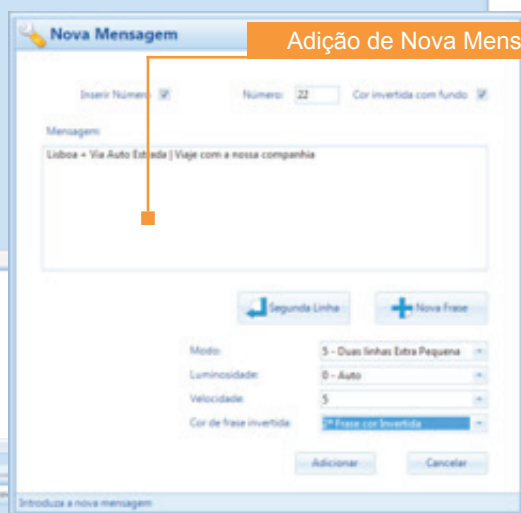 Nova Mensagem
Adição de Nova Mens
Inserir Número
Número: 22
Cor invertida com fundo
Mensagem:
Lisboa + Via Auto Estrada | Viaje com a nossa companhia
Segunda Linha
Nova Frase
Modo: 5 - Duas linhas Extra Pequena
Luminosidade: 0 - Auto
Velocidade: 5
Cor de frase invertida: 2ª Frase cor Invertida
Adicionar
Cancelar
Introduza a nova mensagem